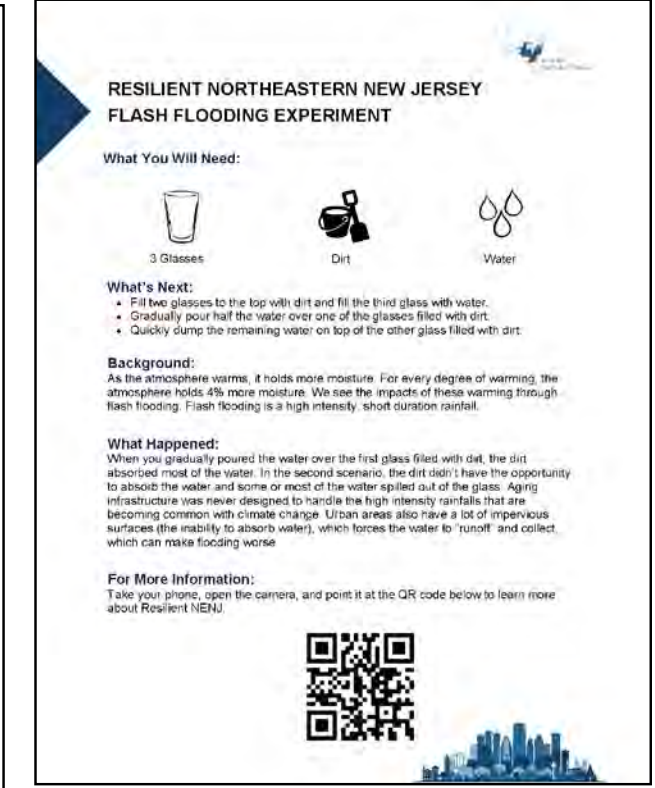 RESILIENT NORTHEASTERN NEW JERSEY
FLASH FLOODING EXPERIMENT
What You Will Need:
3 Glasses
Dirt
Water
What's Next:
• Fill two glasses to the top with dirt and fill the third glass with water.
• Gradually pour half the water over one of the glasses filled with dirt.
• Quickly dump the remaining water on top of the other glass filled with dirt.
Background:
As the atmosphere warms, it holds more moisture. For every degree of warming, the
atmosphere holds 4% more moisture. We see the impacts of these warming through
flash flooding. Flash flooding is a high intensity, short duration rainfall.
What Happened:
When you gradually poured the water over the first glass filled with dirt, the dirt
absorbed most of the water. In the second scenario, the dirt didn't have the opportunity
to absorb the water and some or most of the water spilled out of the glass. Aging
infrastructure was never designed to handle the high intensity rainfalls that are
becoming common with climate change. Urban areas also have a lot of impervious
surfaces (the inability to absorb water), which forces the water to "runoff" and collect,
which can make flooding worse.
For More Information:
Take your phone, open the camera, and point it at the QR code below to learn more
about Resilient NENJ.